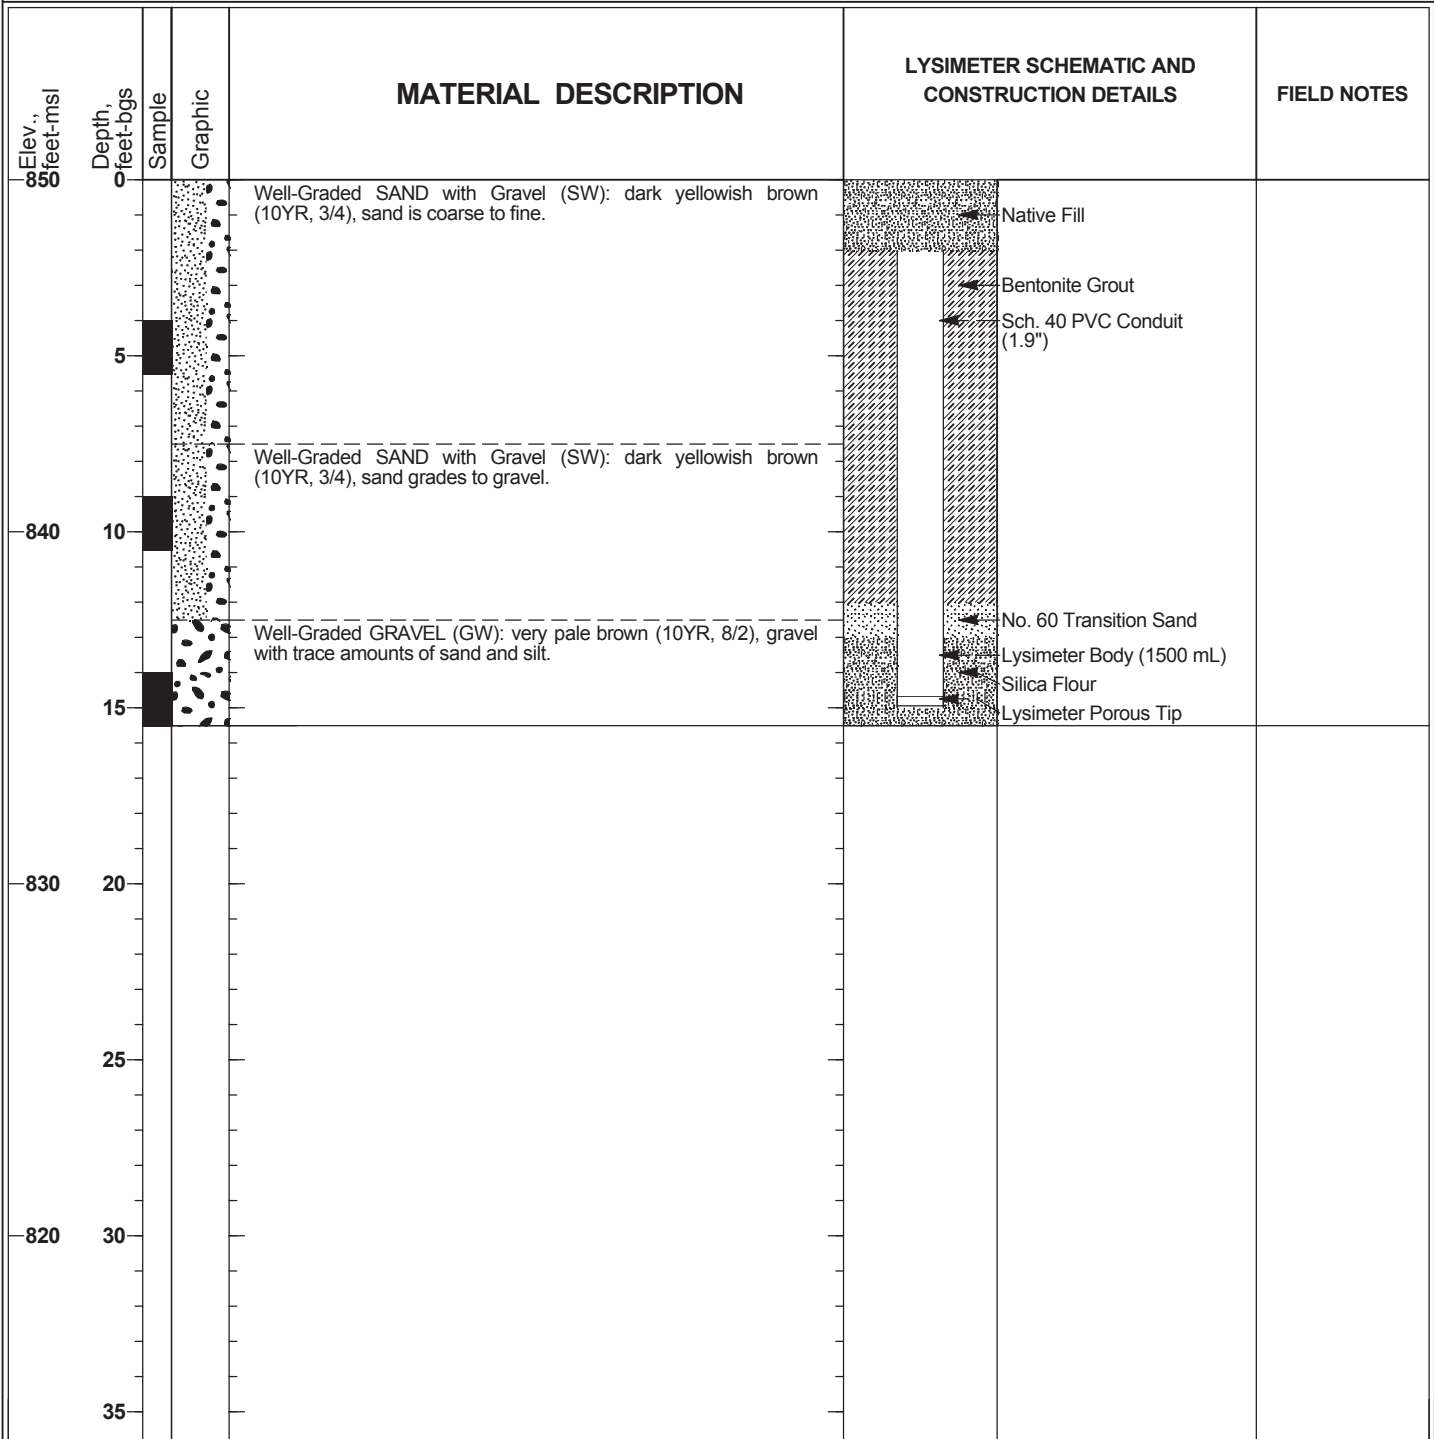 Elev.,
feet-msl
Depth,
feet-bgs
Sample
Graphic
MATERIAL DESCRIPTION
LYSIMETER SCHEMATIC AND
CONSTRUCTION DETAILS
FIELD NOTES
850
0
Well-Graded SAND with Gravel (SW): dark yellowish brown
(10YR, 3/4), sand is coarse to fine.
Native Fill
Bentonite Grout
Sch. 40 PVC Conduit
(1.9")
5
Well-Graded SAND with Gravel (SW): dark yellowish brown
(10YR, 3/4), sand grades to gravel.
840
10
No. 60 Transition Sand
Well-Graded GRAVEL (GW): very pale brown (10YR, 8/2), gravel
with trace amounts of sand and silt.
Lysimeter Body (1500 mL)
Silica Flour
15
Lysimeter Porous Tip
830
20
25
820
30
35